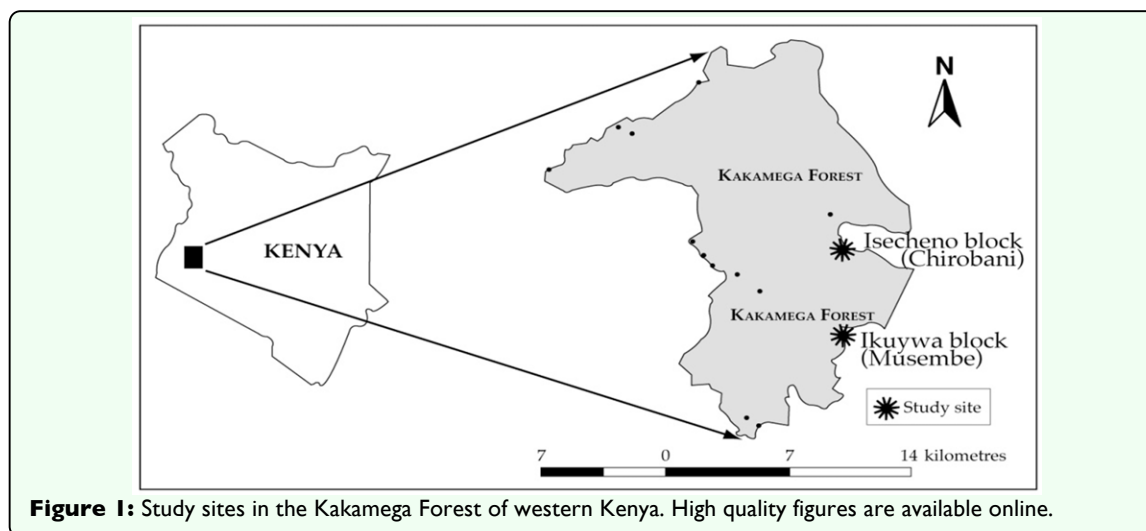 N
KAKAMEGA FOREST
KENYA
Isecheno block
(Chirobani)
KAKAMEGA FOREST
Ikuywa block
(Musembe)
Study site
7 0 7 14 kilometres
Figure 1: Study sites in the Kakamega Forest of western Kenya. High quality figures are available online.